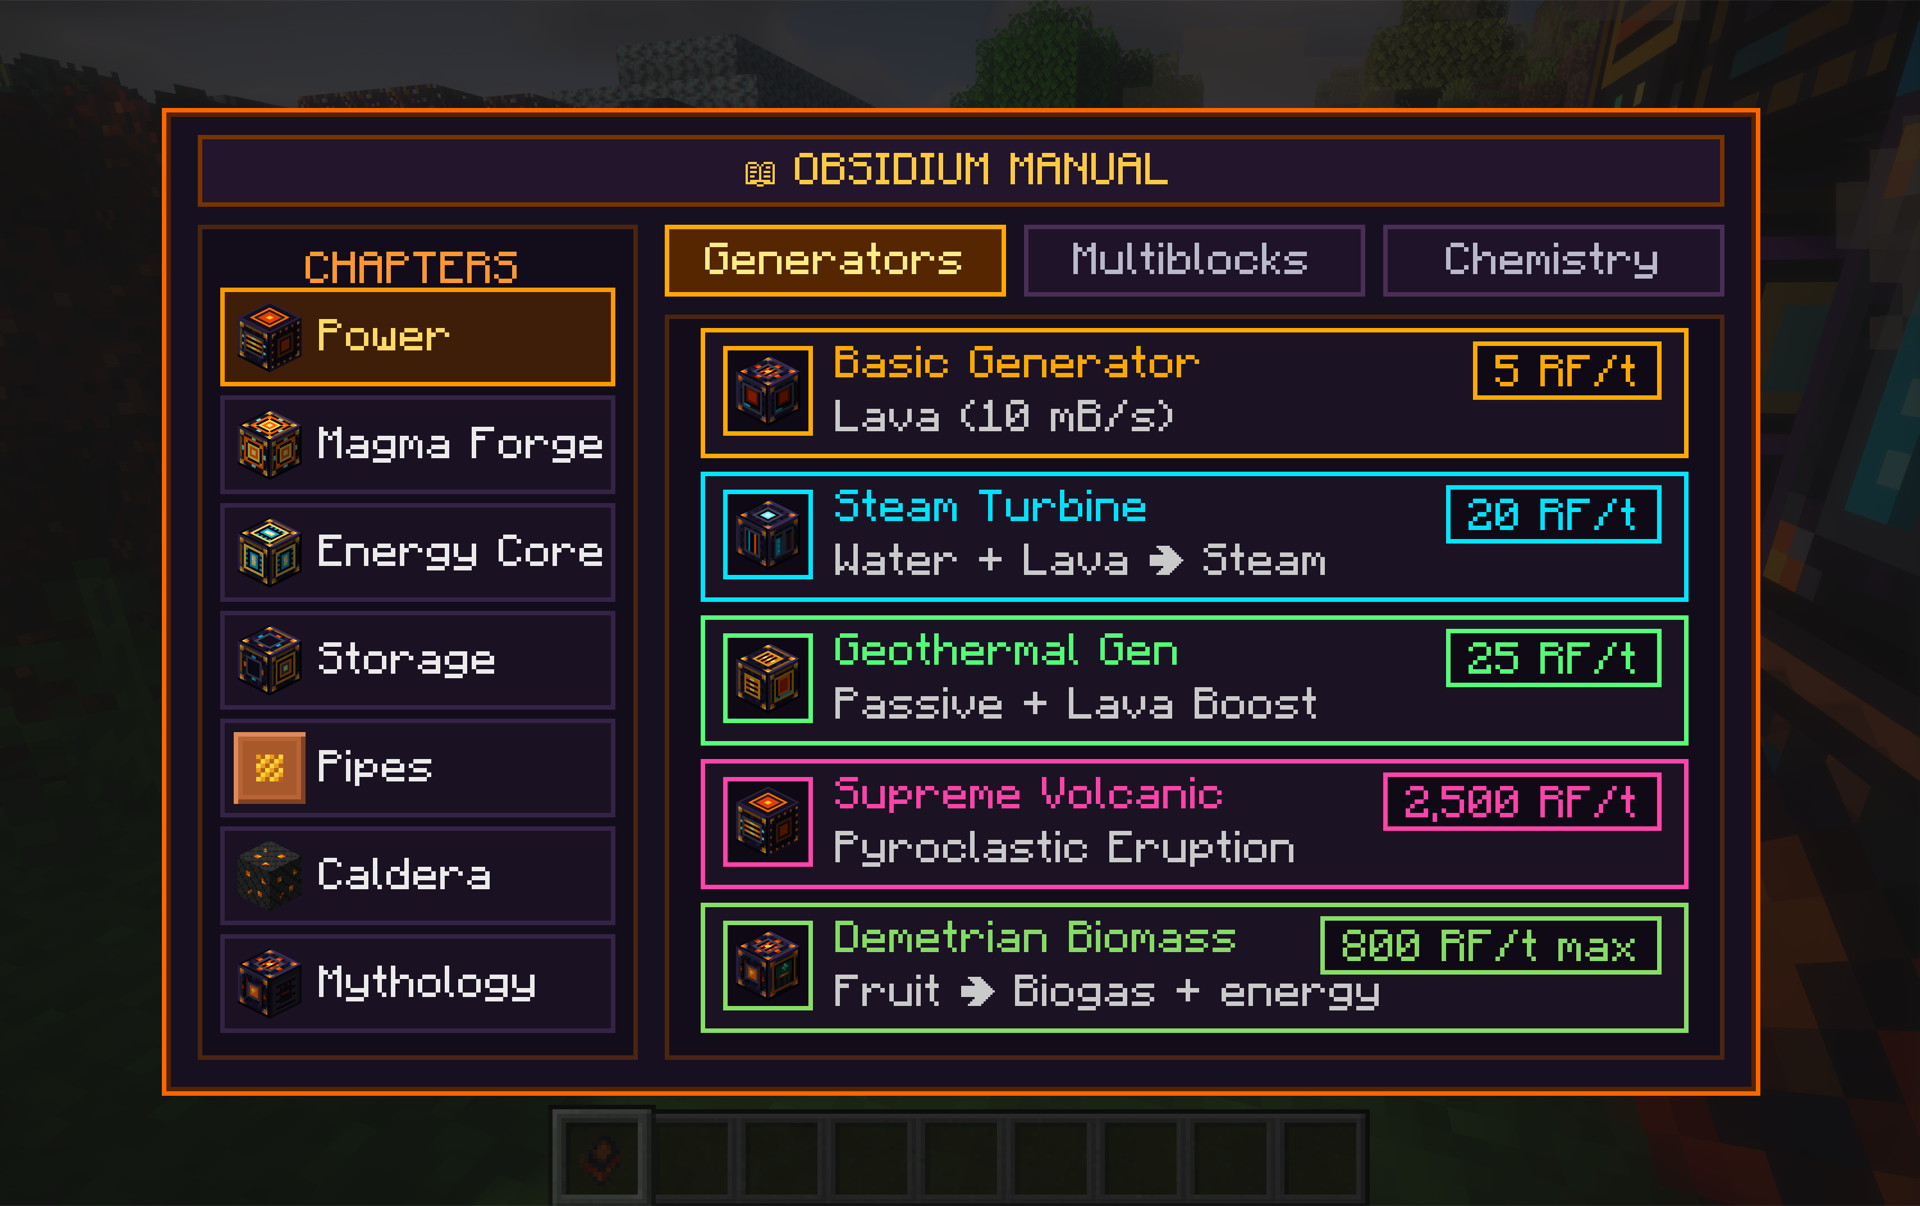 OBSIDIUM MANUAL
CHAPTERS
Power
Magma Forge
Energy Core
Storage
Pipes
Caldera
Mythology
Generators
Multiblocks
Chemistry
Basic Generator
5 RF/t
Lava (10 mB/s)
Steam Turbine
20 RF/t
Water + Lava → Steam
Geothermal Gen
25 RF/t
Passive + Lava Boost
Supreme Volcanic
2,500 RF/t
Pyroclastic Eruption
Demetrian Biomass
800 RF/t max
Fruit → Biogas + energy